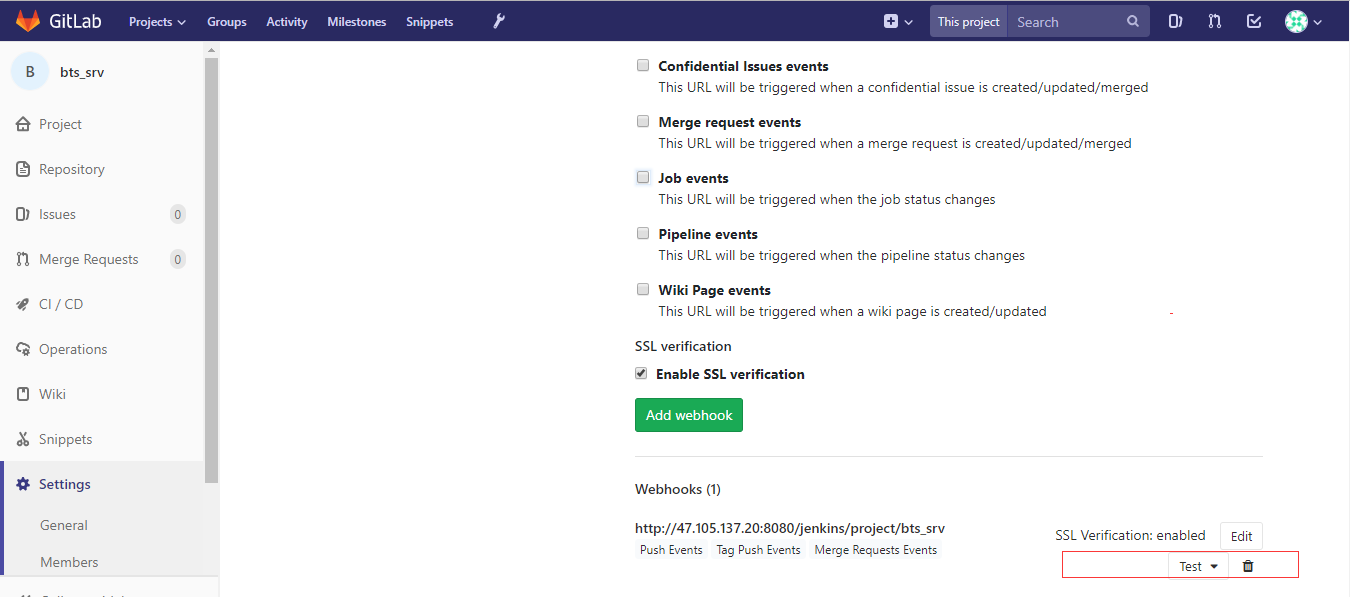 GitLab Projects Groups Activity Milestones Snippets This project Search
B bts_srv
Project
Repository
Issues 0
Merge Requests 0
CI / CD
Operations
Wiki
Snippets
Settings
General
Members
Confidential Issues events
This URL will be triggered when a confidential issue is created/updated/merged
Merge request events
This URL will be triggered when a merge request is created/updated/merged
Job events
This URL will be triggered when the job status changes
Pipeline events
This URL will be triggered when the pipeline status changes
Wiki Page events
This URL will be triggered when a wiki page is created/updated
SSL verification
Enable SSL verification
Add webhook
Webhooks (1)
http://47.105.137.20:8080/jenkins/project/bts_srv
Push Events Tag Push Events Merge Requests Events
SSL Verification: enabled Edit
Test